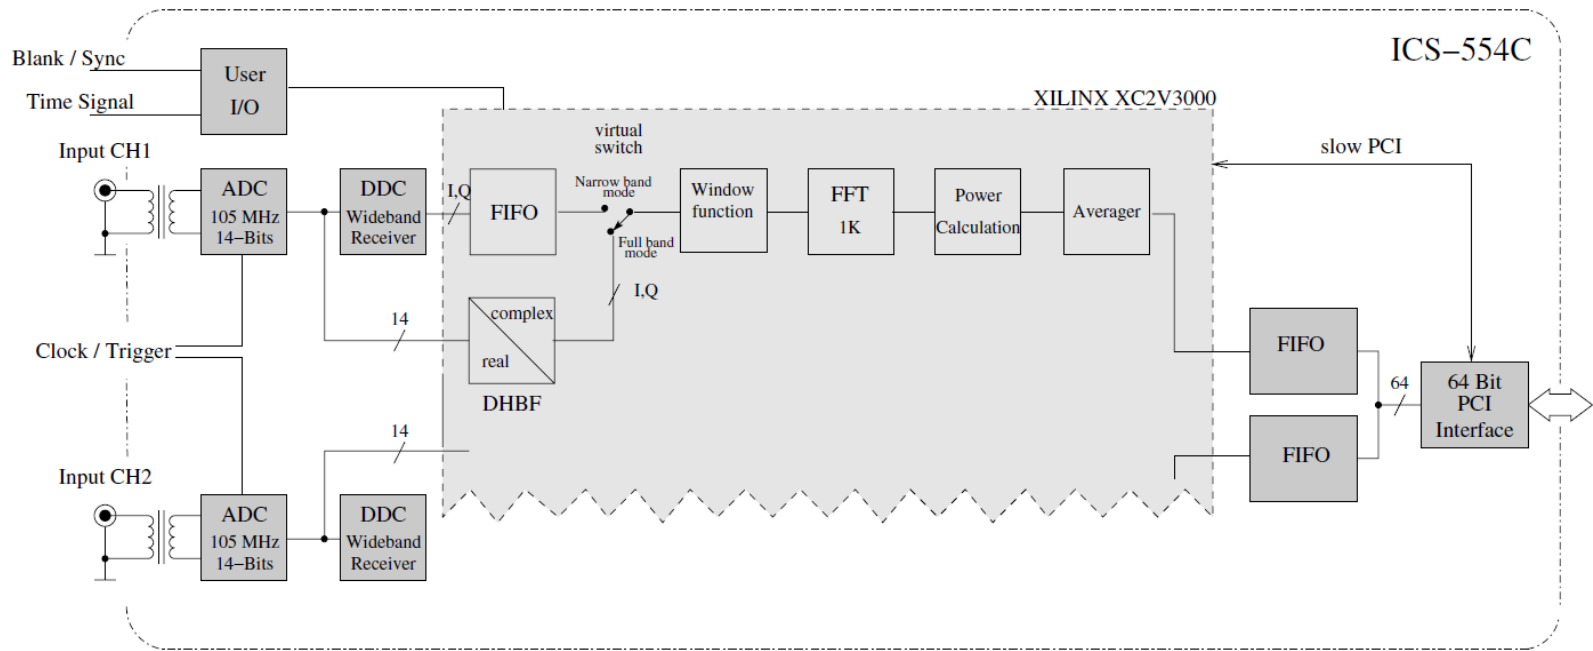 ICS–554C
Blank / Sync
Time Signal
User
I/O
XILINX XC2V3000
Input CH1
ADC
105 MHz
14–Bits
DDC
Wideband
Receiver
I,Q
FIFO
virtual
switch
Narrow band
mode
Full band
mode
I,Q
Window
function
FFT
1K
Power
Calculation
Averager
slow PCI
14
complex
real
DHBF
Clock / Trigger
14
Input CH2
ADC
105 MHz
14–Bits
DDC
Wideband
Receiver
FIFO
FIFO
64
64 Bit
PCI
Interface